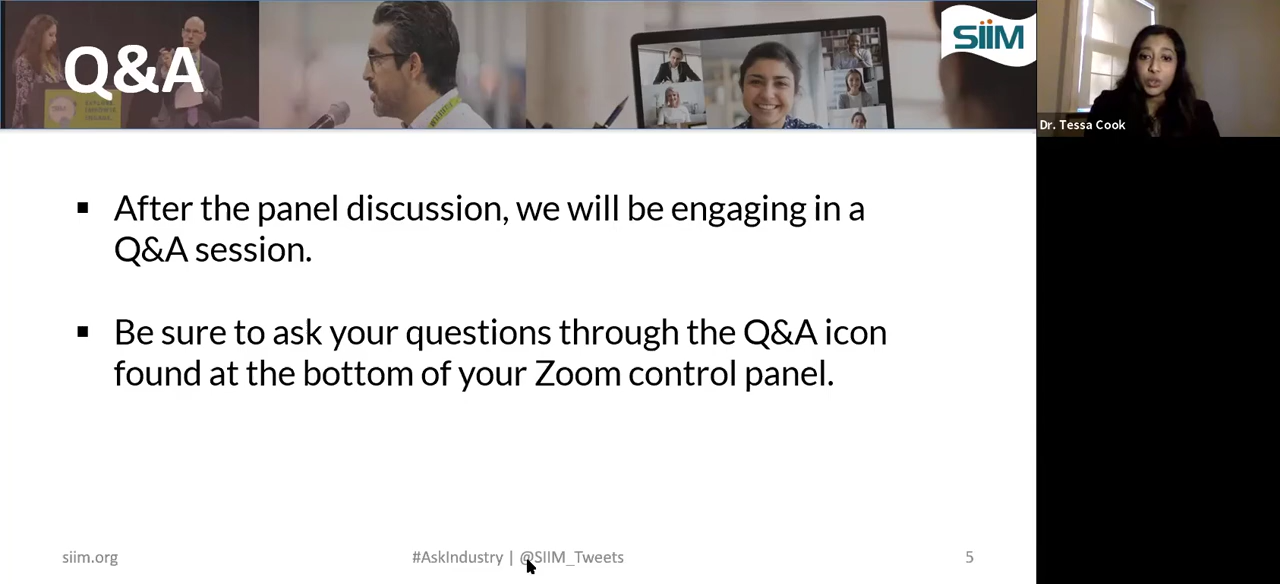 Q&A
SIIM
Dr. Tessa Cook
▪ After the panel discussion, we will be engaging in a
Q&A session.
▪ Be sure to ask your questions through the Q&A icon
found at the bottom of your Zoom control panel.
siim.org
#AskIndustry | @SIIM_Tweets
5